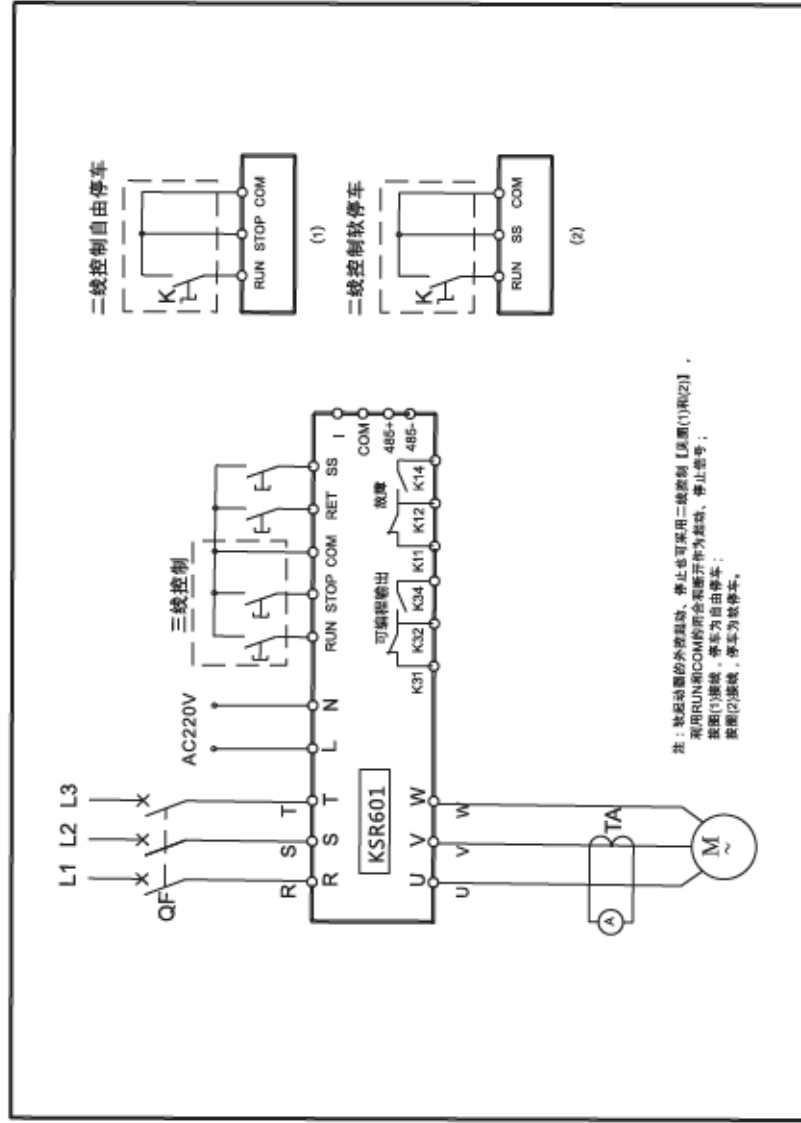 L1 L2 L3
QF
R S T
AC220V
三线控制
R S T L N RUN STOP COM RET SS
KSR601
I
COM
485+
485-
可编程输出
故障
U V W K31 K32 K34 K11 K12 K14
U V W
TA
A
M
~
注:软起动器的外控起动、停止也可采用二线控制【见图(1)和(2)】,
利用RUN和COM的闭合和断开作为起动、停止信号;
按图(1)接线,停车为自由停车;
按图(2)接线,停车为软停车。
二线控制自由停车
K
RUN STOP COM
(1)
二线控制软停车
K
RUN SS COM
(2)